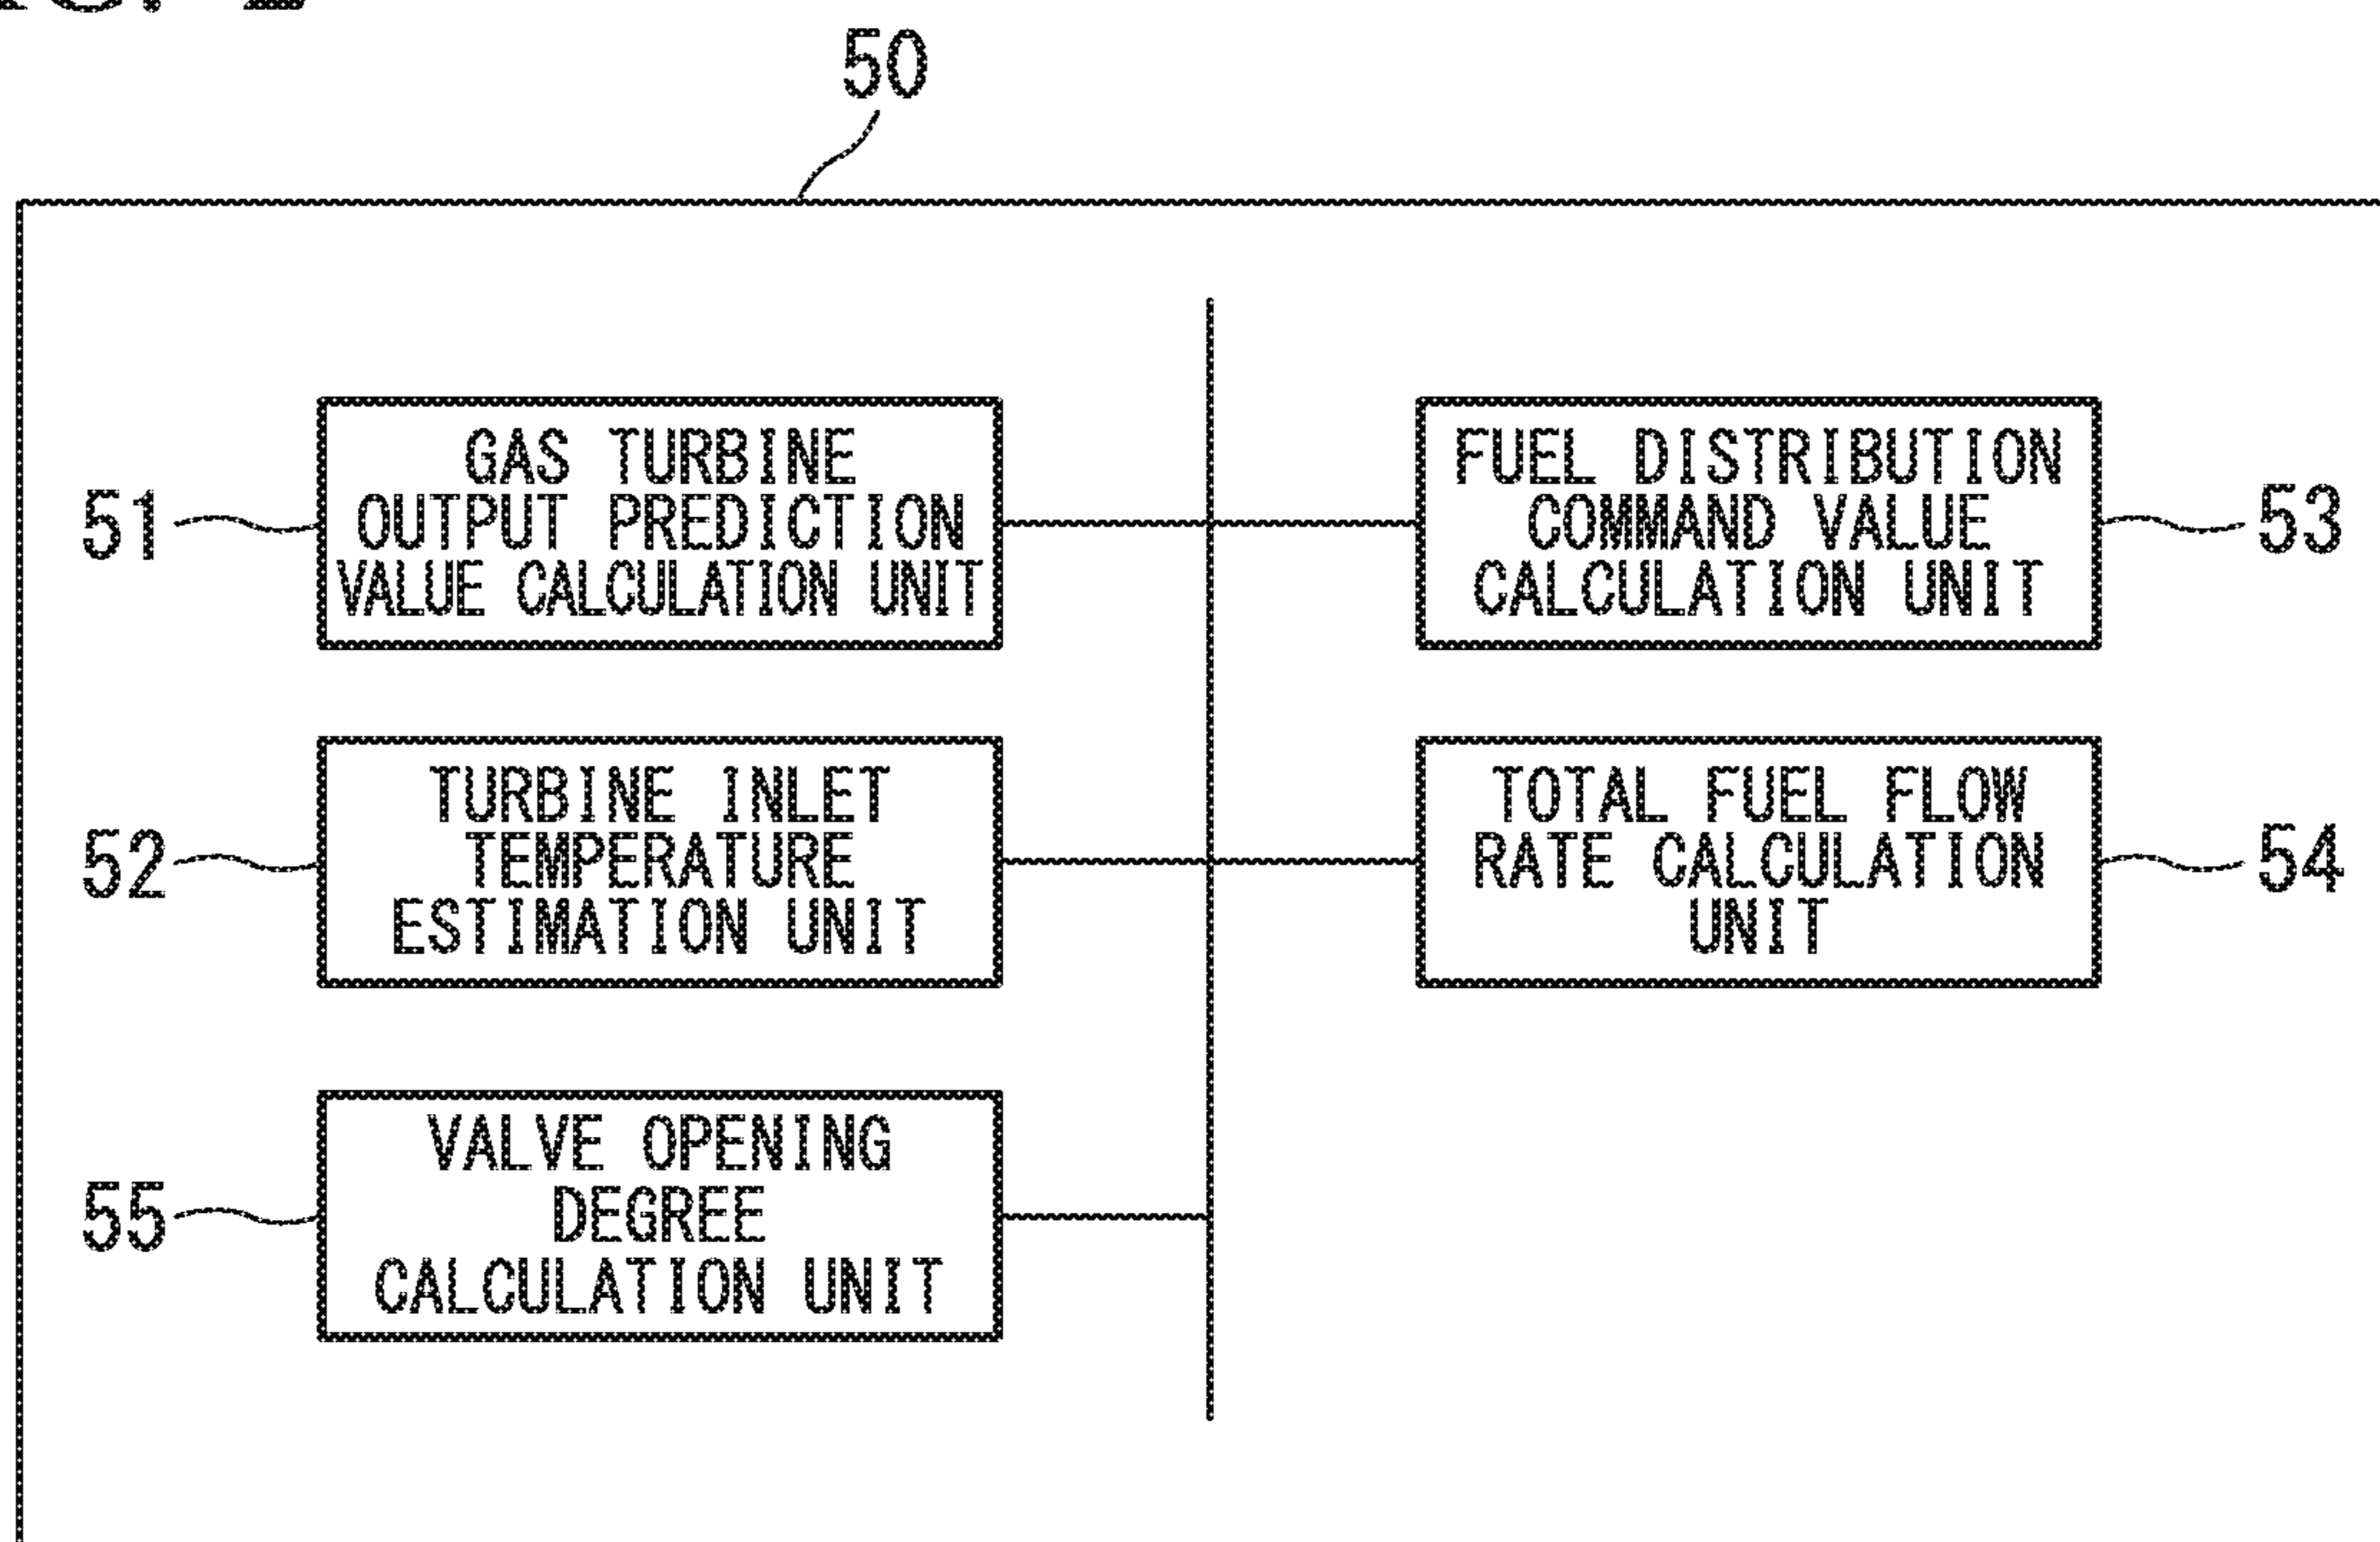 50
51
GAS TURBINE
OUTPUT PREDICTION
VALUE CALCULATION UNIT
FUEL DISTRIBUTION
COMMAND VALUE
CALCULATION UNIT
53
52
TURBINE INLET
TEMPERATURE
ESTIMATION UNIT
TOTAL FUEL FLOW
RATE CALCULATION
UNIT
54
55
VALVE OPENING
DEGREE
CALCULATION UNIT